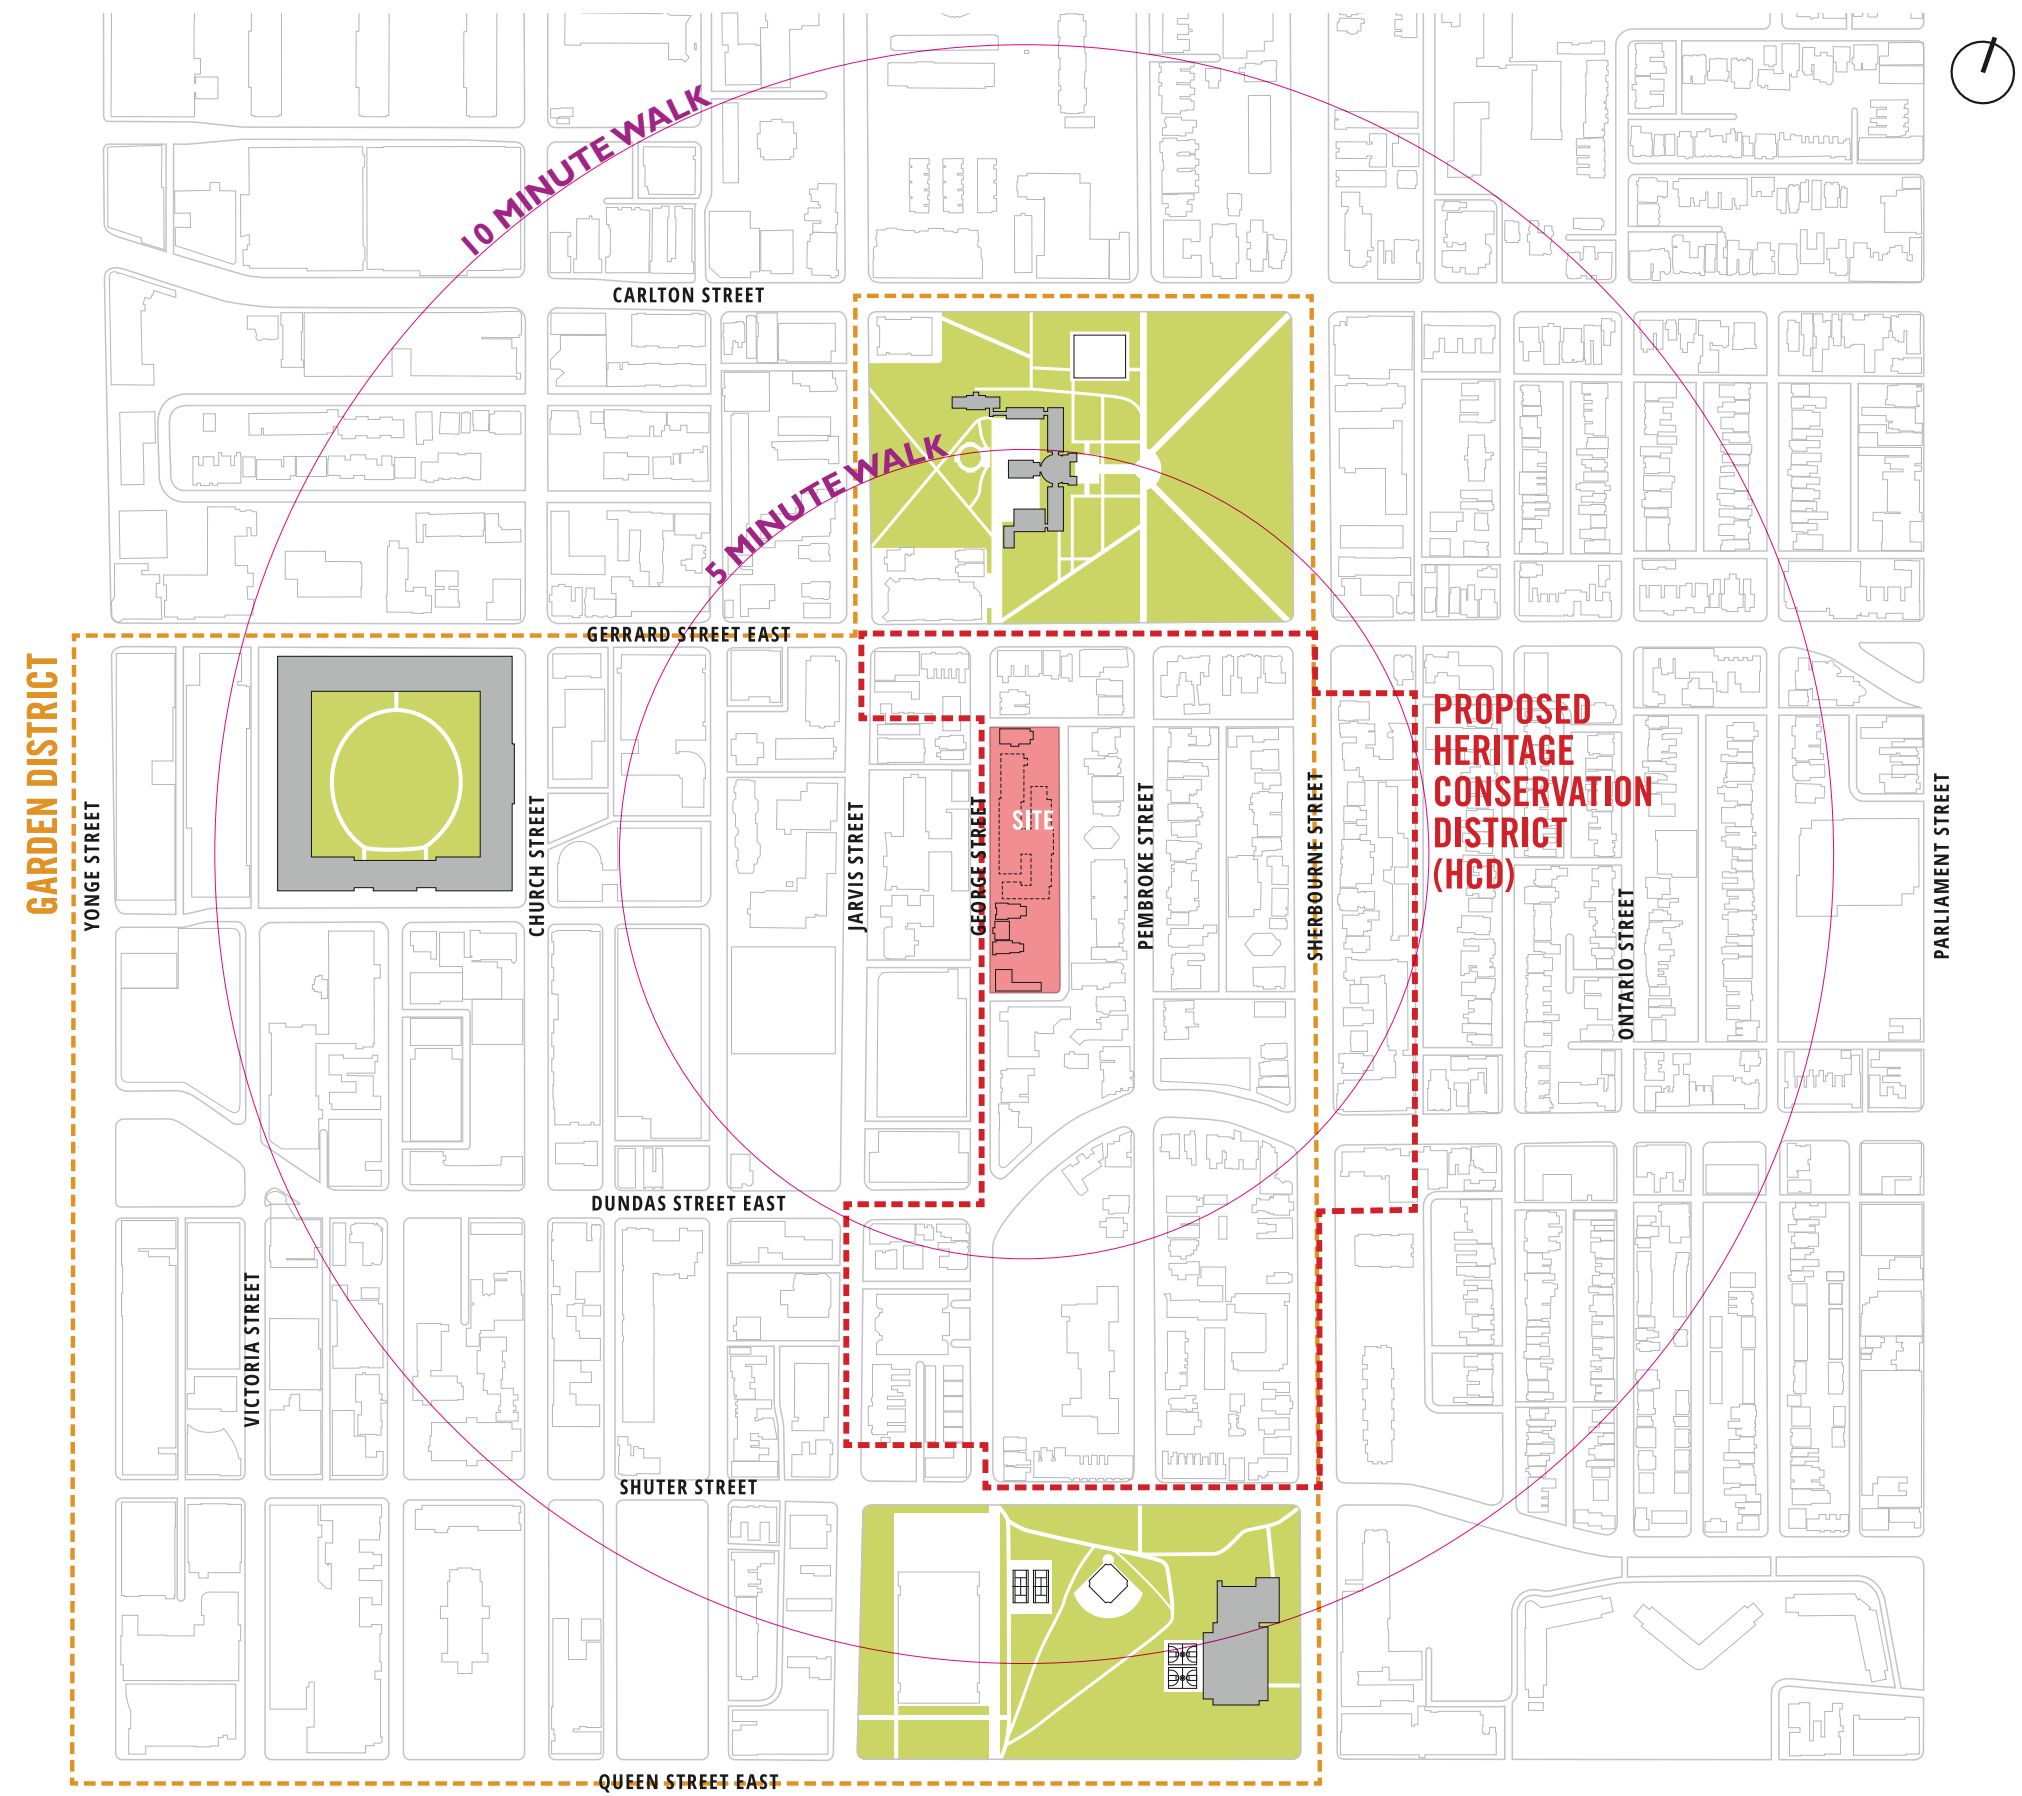 10 MINUTE WALK
CARLTON STREET
5 MINUTE WALK
GERRARD STREET EAST
GARDEN DISTRICT
PROPOSED
HERITAGE
CONSERVATION
DISTRICT
(HCD)
SITE
YONGE STREET
CHURCH STREET
JARVIS STREET
GEORGE STREET
PEMBROKE STREET
SHERBOURNE STREET
ONTARIO STREET
PARLIAMENT STREET
DUNDAS STREET EAST
VICTORIA STREET
SHUTER STREET
QUEEN STREET EAST